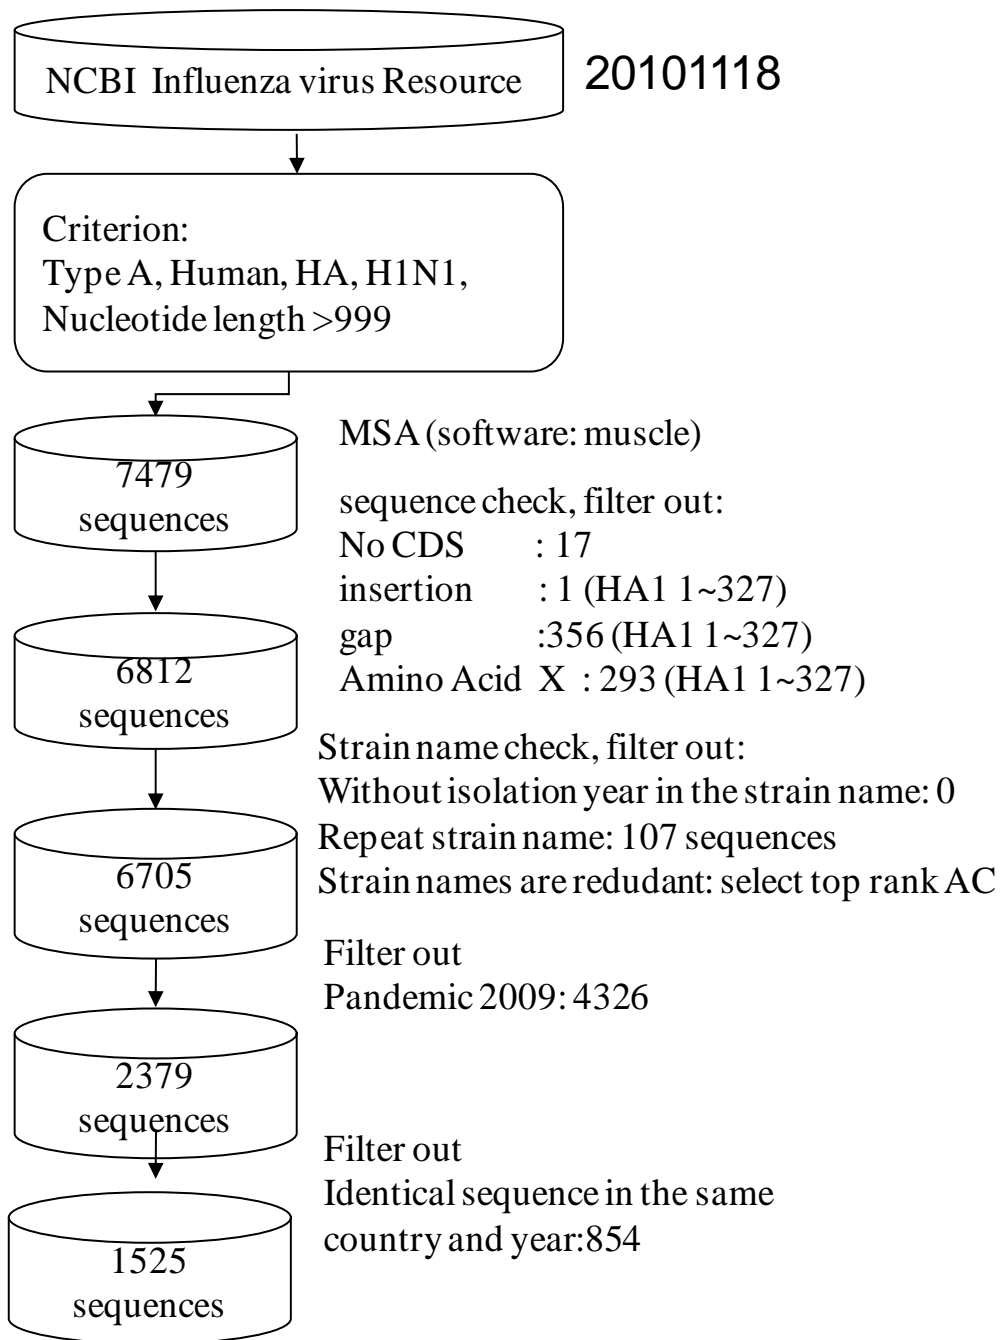 NCBI Influenza virus Resource
20101118
Criterion:
Type A, Human, HA, H1N1,
Nucleotide length >999
7479
sequences
MSA (software: muscle)
sequence check, filter out:
No CDS : 17
insertion : 1 (HA1 1~327)
gap :356 (HA1 1~327)
Amino Acid X : 293 (HA1 1~327)
6812
sequences
Strain name check, filter out:
Without isolation year in the strain name: 0
Repeat strain name: 107 sequences
Strain names are redudant: select top rank AC
6705
sequences
Filter out
Pandemic 2009: 4326
2379
sequences
Filter out
Identical sequence in the same
country and year:854
1525
sequences